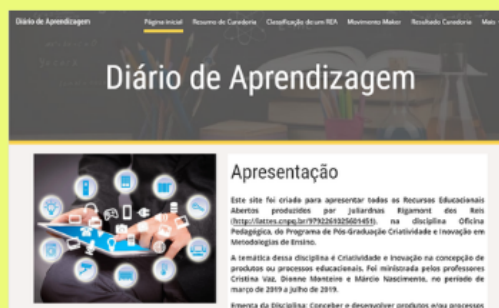 Diário de Aprendizagem
Página inicial Resumo de Curadoria Classificação de um REA Movimento Maker Resultado Curadoria Mais
Diário de Aprendizagem
Apresentação
Este site foi criado para apresentar todos os Recursos Educacionais
Abertos produzidos por Juliardnas Rigamont dos Reis
(http://lattes.cnpq.br/9792261025601451), na disciplina Oficina
Pedagógica, do Programa de Pós-Graduação Criatividade e Inovação em
Metodologias de Ensino.
A temática dessa disciplina é Criatividade e Inovação na concepção de
produtos ou processos educacionais. Foi ministrada pelos professores
Cristina Vaz, Dienne Monteiro e Márcio Nascimento, no período de
março de 2019 a julho de 2019.
Ementa da Disciplina: Conceber e desenvolver produtos e/ou processos